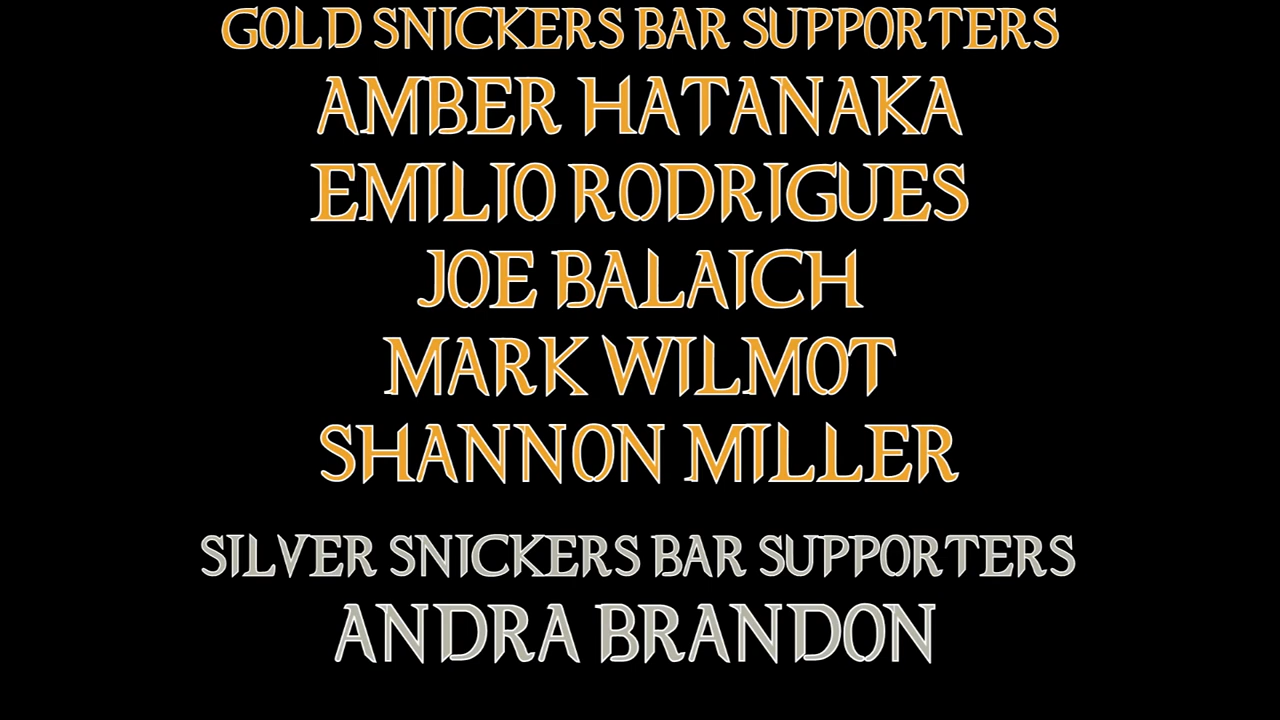 GOLD SNICKERS BAR SUPPORTERS
AMBER HATANAKA
EMILIO RODRIGUES
JOE BALAICH
MARK WILMOT
SHANNON MILLER
SILVER SNICKERS BAR SUPPORTERS
ANDRA BRANDON